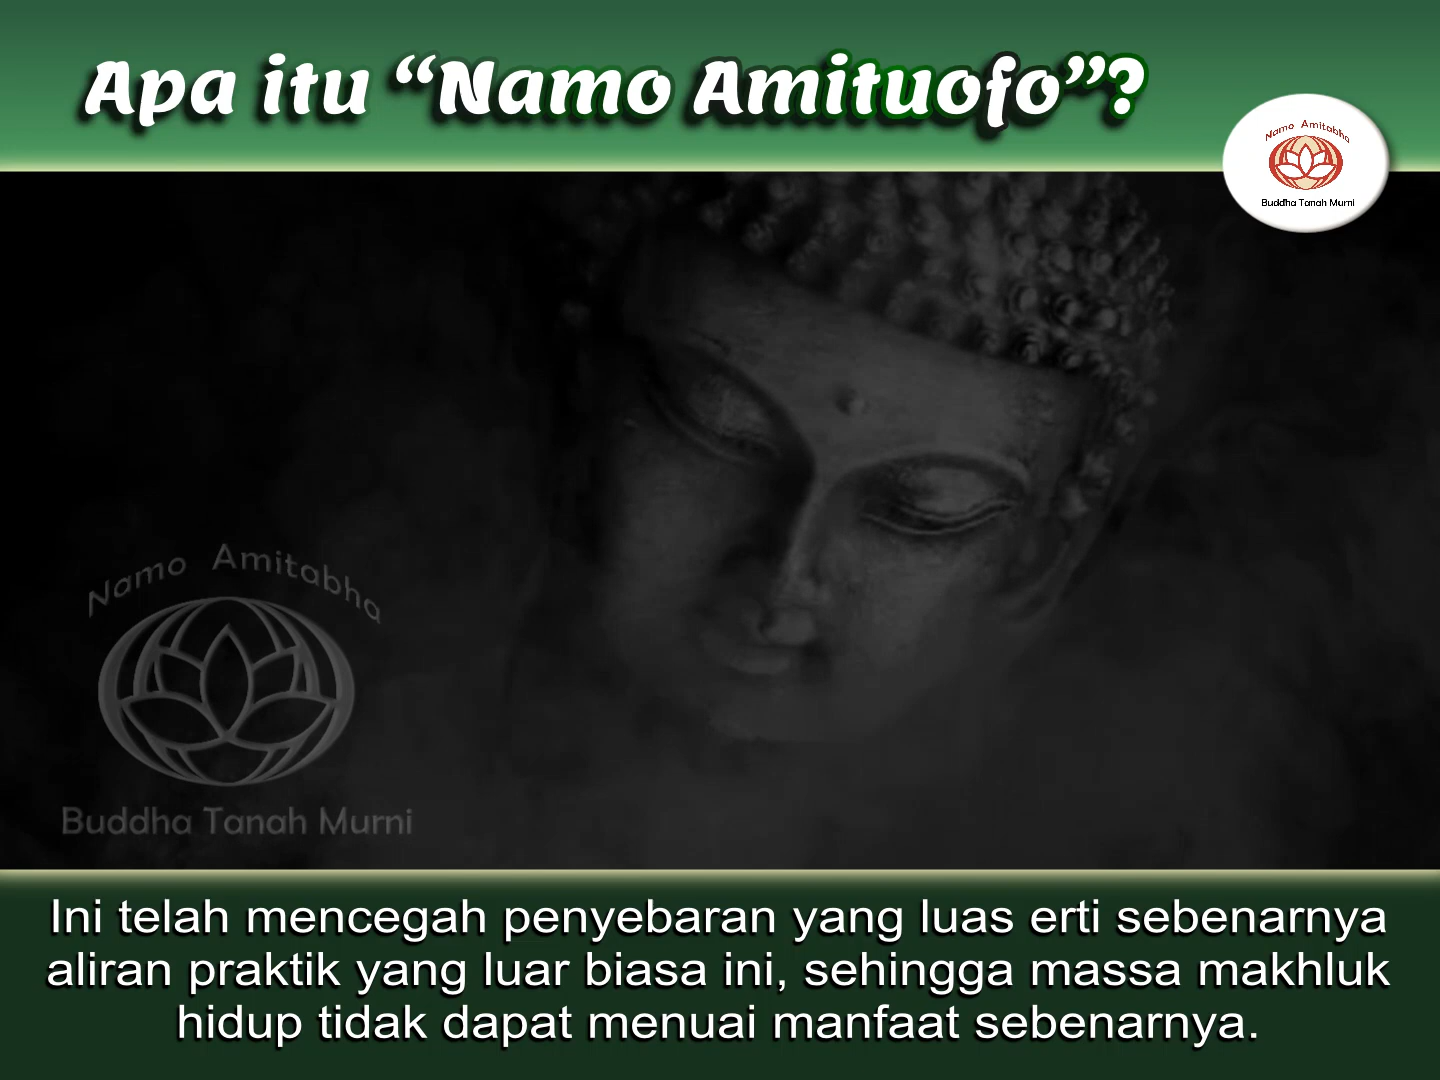 Apa itu “Namo Amituofo”?
Namo Amitabha
Buddha Tanah Murni
Namo Amitabha
Buddha Tanah Murni
Ini telah mencegah penyebaran yang luas erti sebenarnya
aliran praktik yang luar biasa ini, sehingga massa makhluk
hidup tidak dapat menuai manfaat sebenarnya.